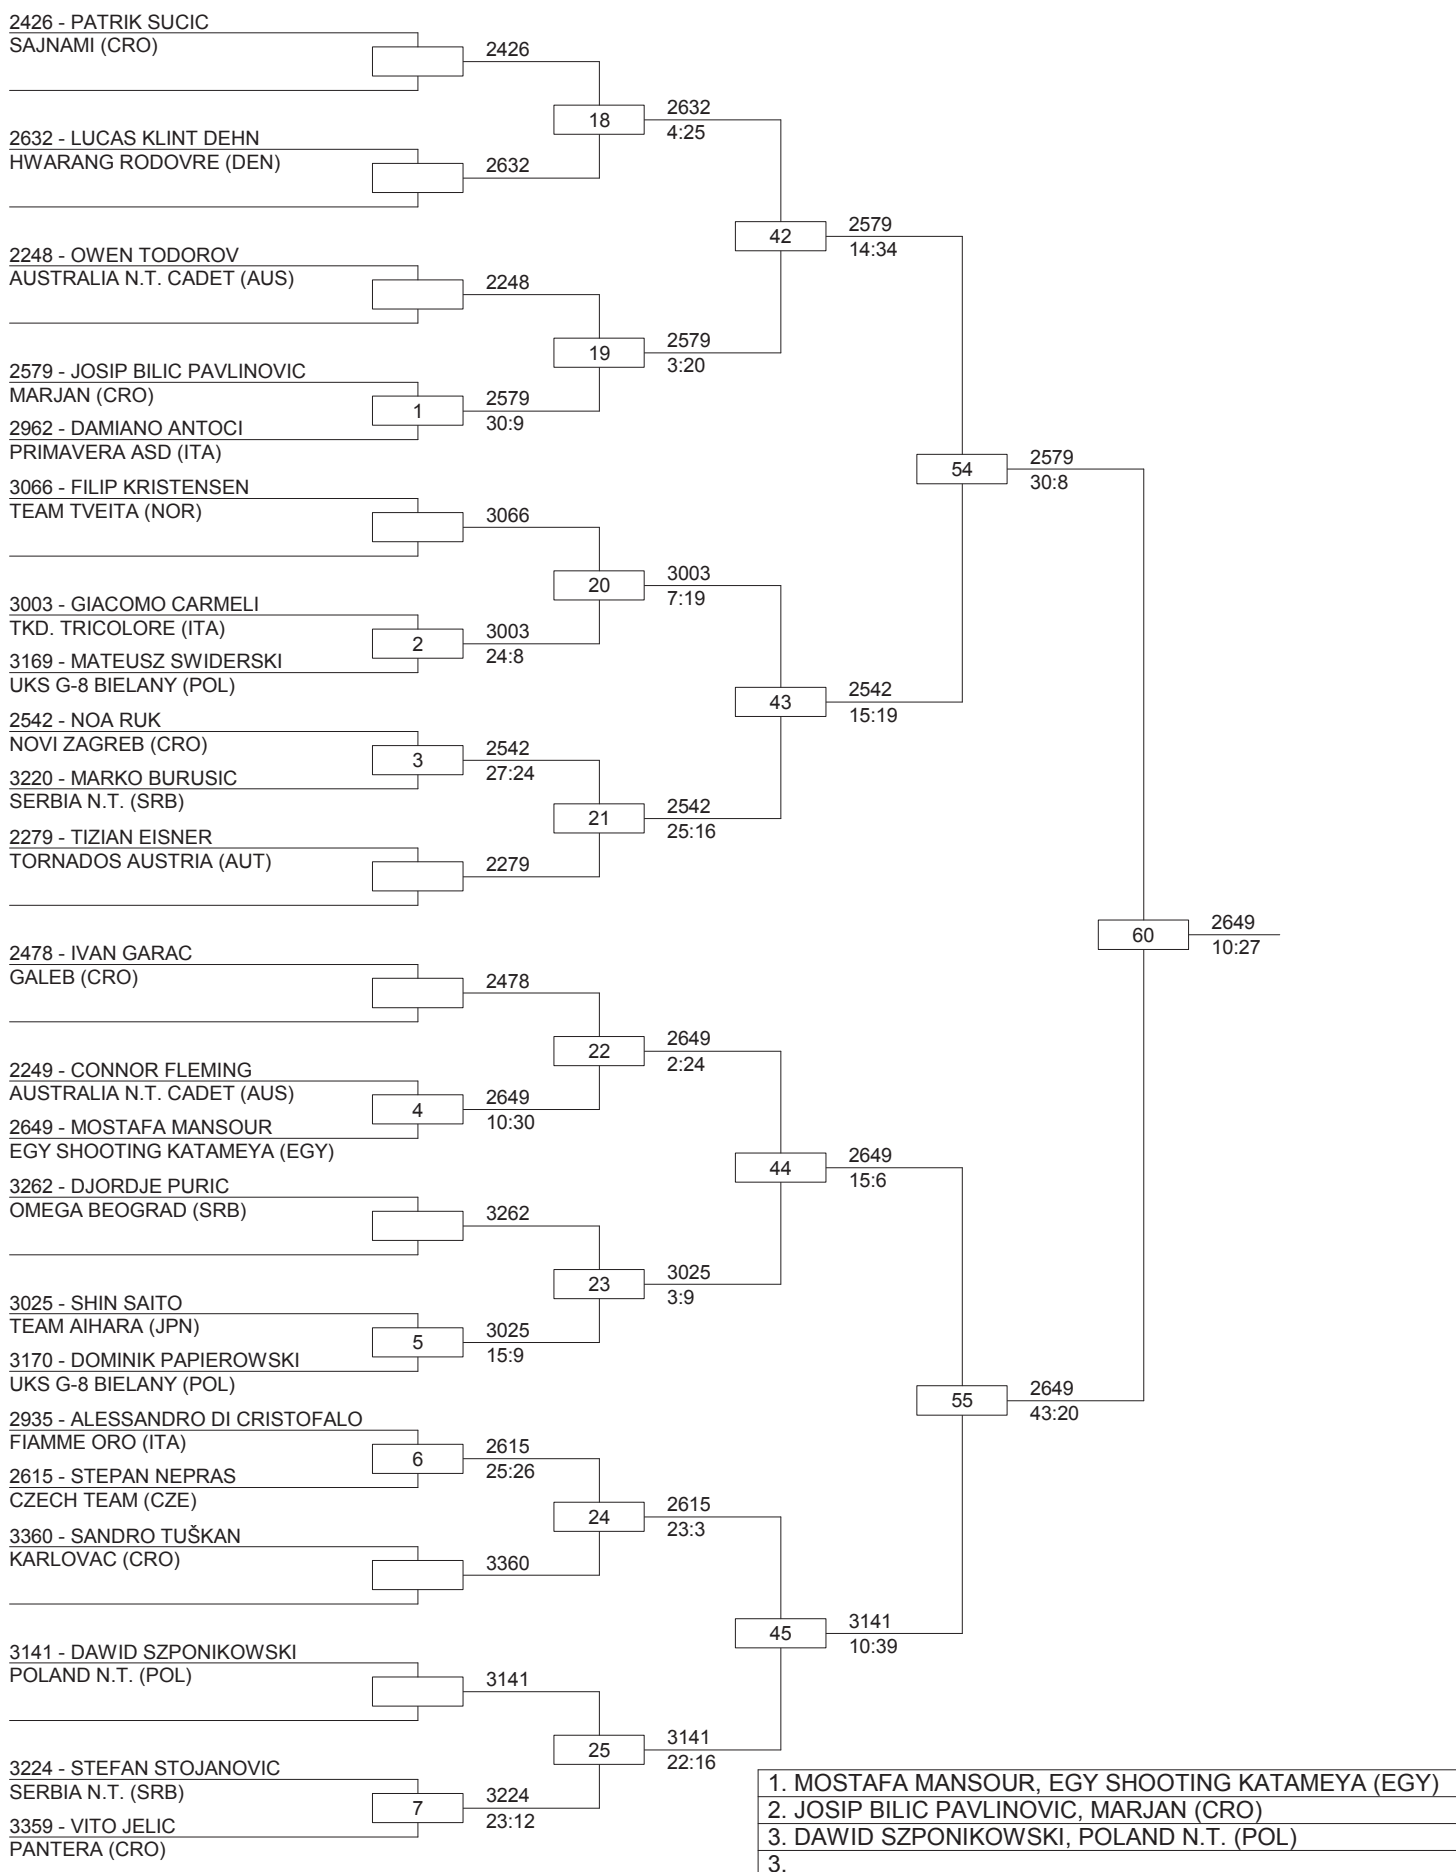 2426 - PATRIK SUCIC
SAJNAMI (CRO)
2426
18
2632
4:25
2632 - LUCAS KLINT DEHN
HWARANG RODOVRE (DEN)
2632
42
2579
14:34
2248 - OWEN TODOROV
AUSTRALIA N.T. CADET (AUS)
2248
19
2579
3:20
2579 - JOSIP BILIC PAVLINOVIC
MARJAN (CRO)
1
2579
30:9
2962 - DAMIANO ANTOCI
PRIMAVERA ASD (ITA)
54
2579
30:8
3066 - FILIP KRISTENSEN
TEAM TVEITA (NOR)
3066
20
3003
7:19
3003 - GIACOMO CARMELI
TKD. TRICOLORE (ITA)
2
3003
24:8
3169 - MATEUSZ SWIDERSKI
UKS G-8 BIELANY (POL)
43
2542
15:19
2542 - NOA RUK
NOVI ZAGREB (CRO)
3
2542
27:24
3220 - MARKO BURUSIC
SERBIA N.T. (SRB)
21
2542
25:16
2279 - TIZIAN EISNER
TORNADOS AUSTRIA (AUT)
2279
60
2649
10:27
2478 - IVAN GARAC
GALEB (CRO)
2478
22
2649
2:24
2249 - CONNOR FLEMING
AUSTRALIA N.T. CADET (AUS)
4
2649
10:30
2649 - MOSTAFA MANSOUR
EGY SHOOTING KATAMEYA (EGY)
44
2649
15:6
3262 - DJORDJE PURIC
OMEGA BEOGRAD (SRB)
3262
23
3025
3:9
3025 - SHIN SAITO
TEAM AIHARA (JPN)
5
3025
15:9
3170 - DOMINIK PAPIEROWSKI
UKS G-8 BIELANY (POL)
55
2649
43:20
2935 - ALESSANDRO DI CRISTOFALO
FIAMME ORO (ITA)
6
2615
25:26
2615 - STEPAN NEPRAS
CZECH TEAM (CZE)
24
2615
23:3
3360 - SANDRO TUŠKAN
KARLOVAC (CRO)
3360
45
3141
10:39
3141 - DAWID SZPONIKOWSKI
POLAND N.T. (POL)
3141
25
3141
22:16
3224 - STEFAN STOJANOVIC
SERBIA N.T. (SRB)
7
3224
23:12
3359 - VITO JELIC
PANTERA (CRO)
1. MOSTAFA MANSOUR, EGY SHOOTING KATAMEYA (EGY)
2. JOSIP BILIC PAVLINOVIC, MARJAN (CRO)
3. DAWID SZPONIKOWSKI, POLAND N.T. (POL)
3.